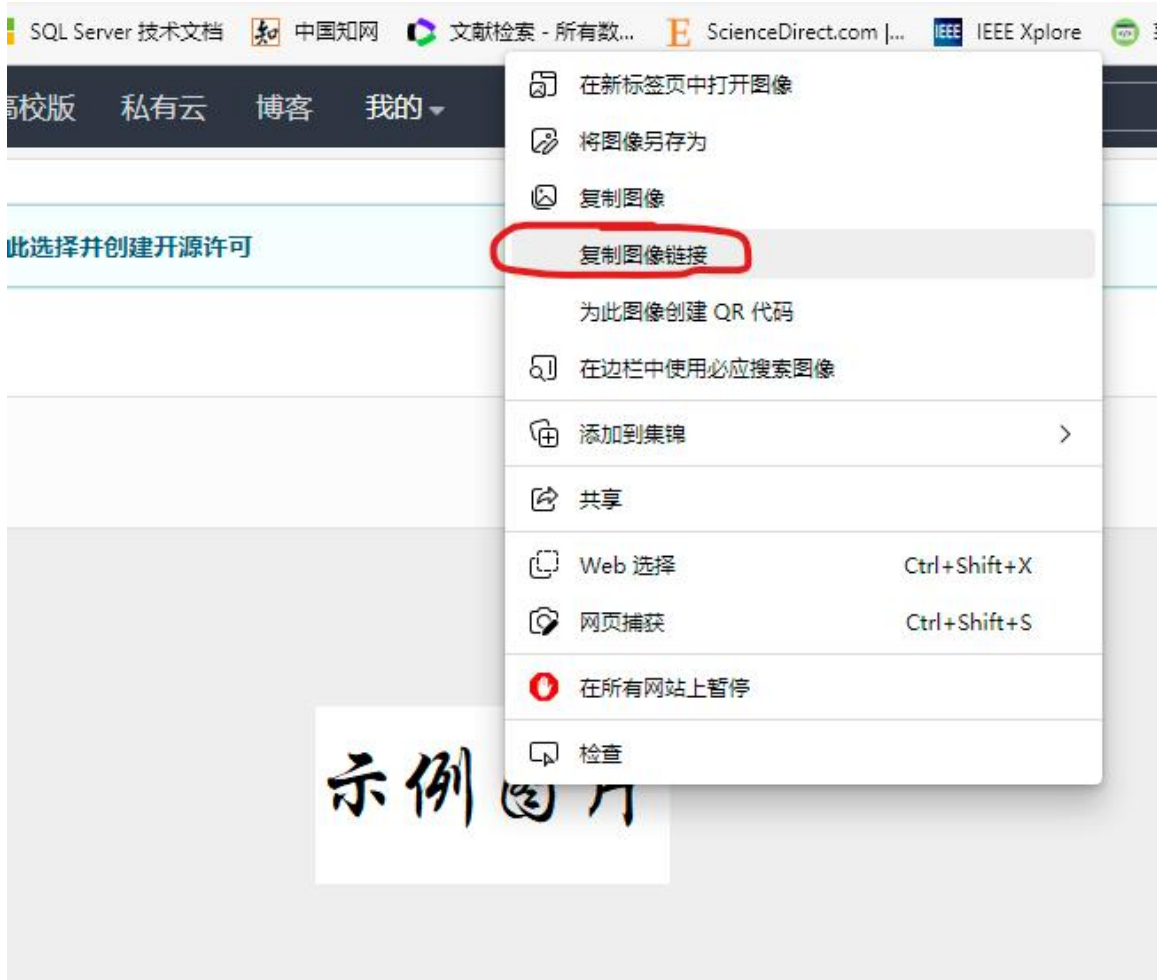 SQL Server 技术文档 中国知网 文献检索 - 所有数... ScienceDirect.com |... IEEE IEEE Xplore
高校版 私有云 博客 我的
此选择并创建开源许可
在新标签页中打开图像
将图像另存为
复制图像
复制图像链接
为此图像创建 QR 代码
在边栏中使用必应搜索图像
添加到集锦
共享
Web 选择 Ctrl+Shift+X
网页捕获 Ctrl+Shift+S
在所有网站上暂停
检查
示例图片